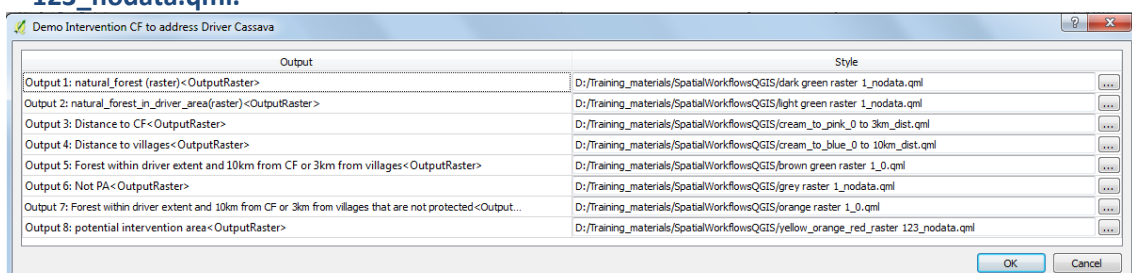 123_nodata.qml.
Demo Intervention CF to address Driver Cassava
Output Style
Output 1: natural_forest (raster)<OutputRaster> D:/Training_materials/SpatialWorkflowsQGIS/dark green raster 1_nodata.qml ...
Output 2: natural_forest_in_driver_area(raster)<OutputRaster> D:/Training_materials/SpatialWorkflowsQGIS/light green raster 1_nodata.qml ...
Output 3: Distance to CF<OutputRaster> D:/Training_materials/SpatialWorkflowsQGIS/cream_to_pink_0 to 3km_dist.qml ...
Output 4: Distance to villages<OutputRaster> D:/Training_materials/SpatialWorkflowsQGIS/cream_to_blue_0 to 10km_dist.qml ...
Output 5: Forest within driver extent and 10km from CF or 3km from villages<OutputRaster> D:/Training_materials/SpatialWorkflowsQGIS/brown green raster 1_0.qml ...
Output 6: Not PA<OutputRaster> D:/Training_materials/SpatialWorkflowsQGIS/grey raster 1_nodata.qml ...
Output 7: Forest within driver extent and 10km from CF or 3km from villages that are not protected<Output... D:/Training_materials/SpatialWorkflowsQGIS/orange raster 1_0.qml ...
Output 8: potential intervention area<OutputRaster> D:/Training_materials/SpatialWorkflowsQGIS/yellow_orange_red_raster 123_nodata.qml ...
OK Cancel